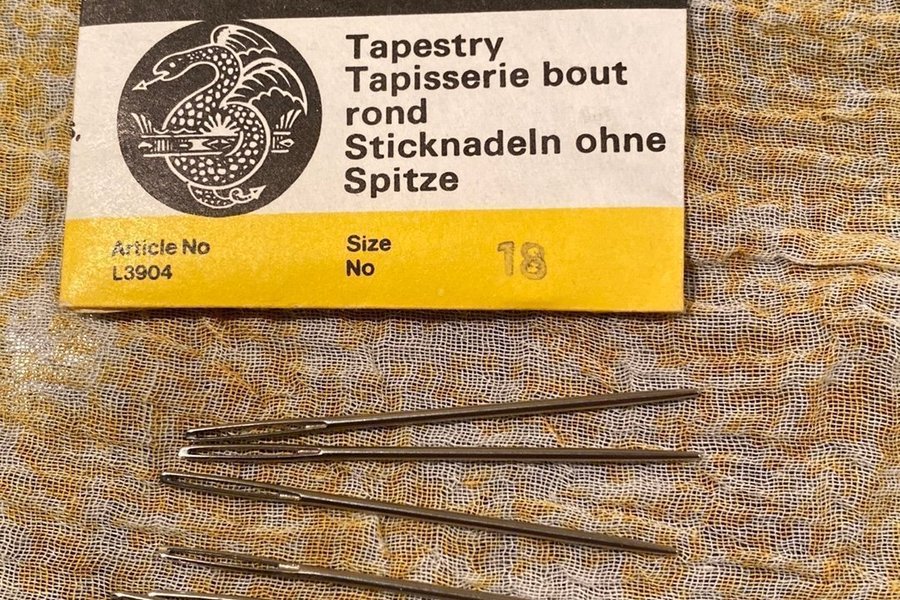 Tapestry
Tapisserie bout
rond
Sticknadeln ohne
Spitze
Article No
L3904
Size
No
18